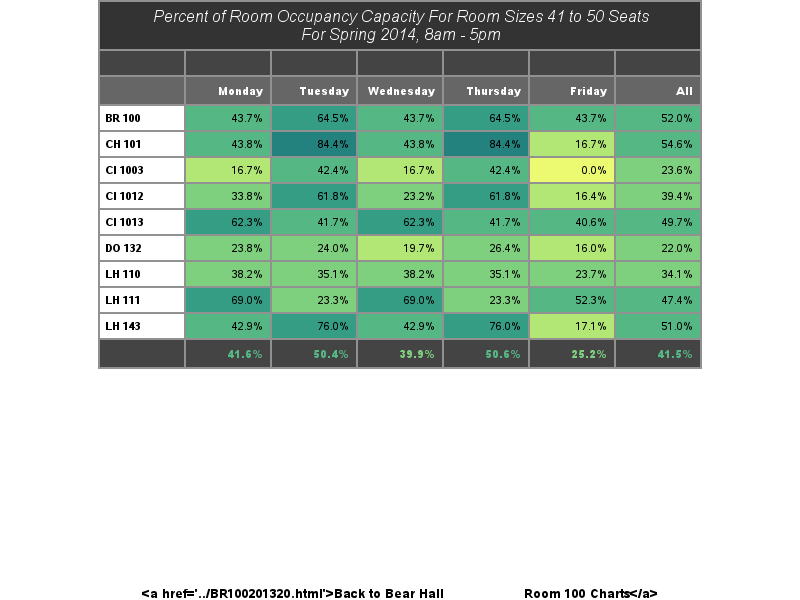 Percent of Room Occupancy Capacity For Room Sizes 41 to 50 Seats
For Spring 2014, 8am - 5pm
Monday Tuesday Wednesday Thursday Friday All
BR 100 43.7% 64.5% 43.7% 64.5% 43.7% 52.0%
CH 101 43.8% 84.4% 43.8% 84.4% 16.7% 54.6%
CI 1003 16.7% 42.4% 16.7% 42.4% 0.0% 23.6%
CI 1012 33.8% 61.8% 23.2% 61.8% 16.4% 39.4%
CI 1013 62.3% 41.7% 62.3% 41.7% 40.6% 49.7%
DO 132 23.8% 24.0% 19.7% 26.4% 16.0% 22.0%
LH 110 38.2% 35.1% 38.2% 35.1% 23.7% 34.1%
LH 111 69.0% 23.3% 69.0% 23.3% 52.3% 47.4%
LH 143 42.9% 76.0% 42.9% 76.0% 17.1% 51.0%
41.6% 50.4% 39.9% 50.6% 25.2% 41.5%
<a href='../BR100201320.html'>Back to Bear Hall Room 100 Charts</a>